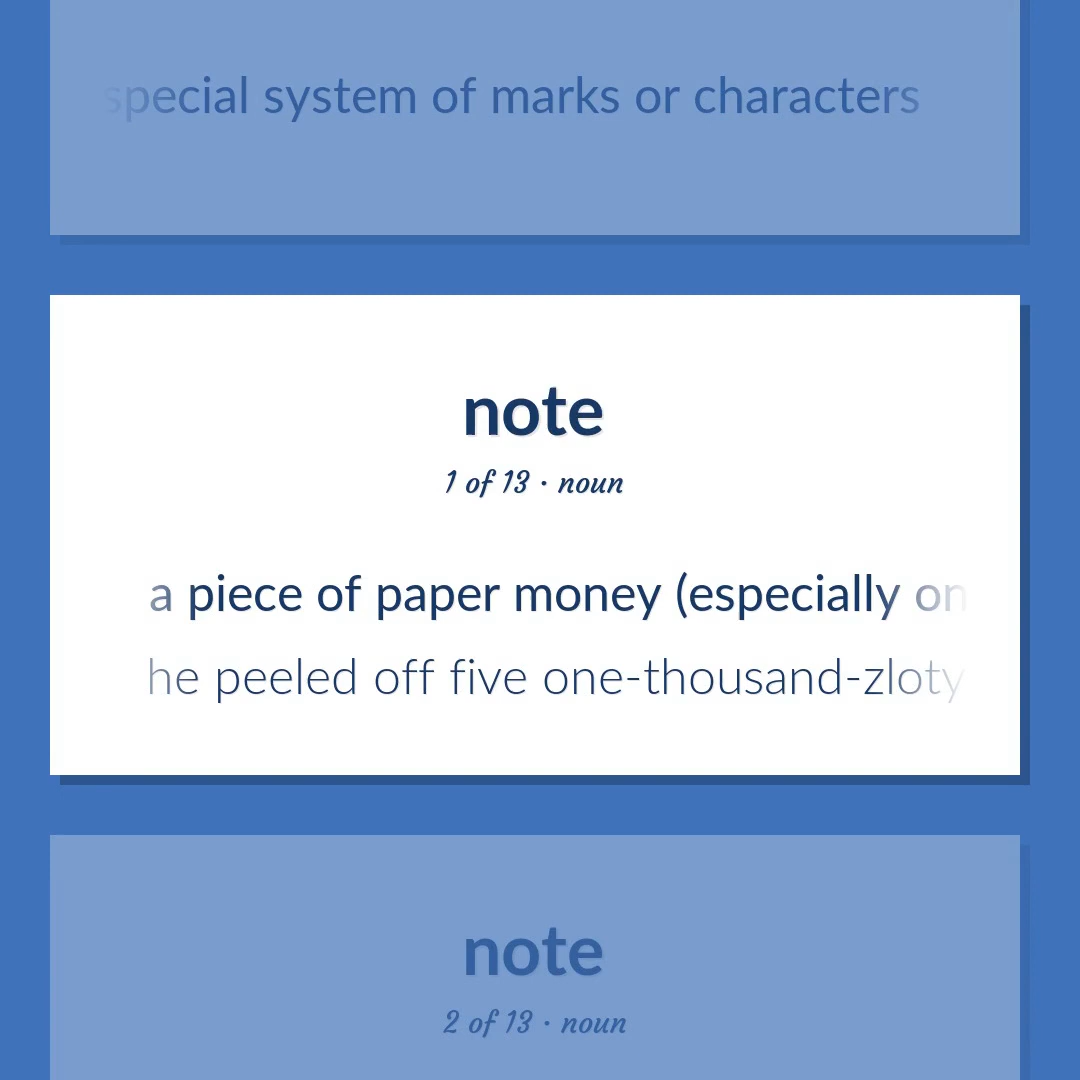 special system of marks or characters
note
1 of 13 · noun
a piece of paper money (especially on
he peeled off five one-thousand-zloty
note
2 of 13 · noun